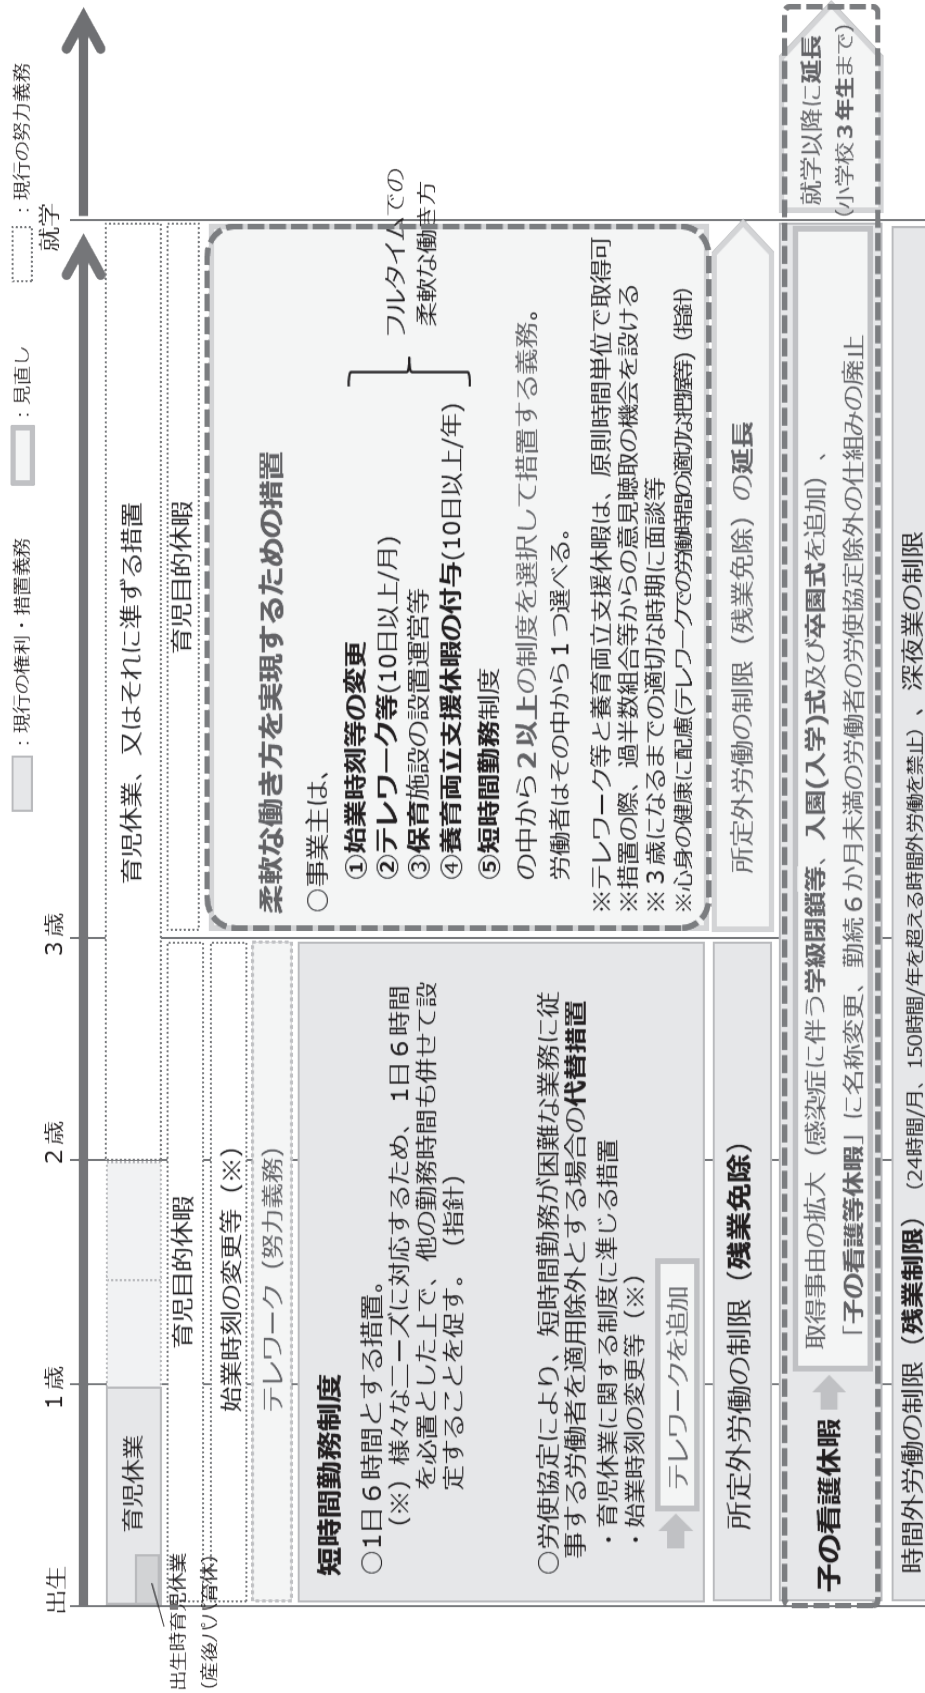 ：現行の権利・措置義務
：見直し
：現行の努力義務
出生
1歳
2歳
3歳
就学
育児休業
出生時育児休業
（産後パパ育休）
育児休業、又はそれに準ずる措置
育児目的休暇
育児目的休暇
始業時刻の変更等（※）
テレワーク（努力義務）
短時間勤務制度
○1日６時間とする措置。
（※）様々なニーズに対応するため、1日６時間
を必置とした上で、他の勤務時間も併せて設
定することを促す。（指針）
○労使協定により、短時間勤務が困難な業務に従
事する労働者を適用除外とする場合の代替措置
・育児休業に関する制度に準じる措置
・始業時刻の変更等（※）
テレワークを追加
柔軟な働き方を実現するための措置
○事業主は、
①始業時刻等の変更
②テレワーク等(10日以上/月)
③保育施設の設置運営等
④養育両立支援休暇の付与(10日以上/年)
⑤短時間勤務制度
フルタイムでの
柔軟な働き方
の中から２以上の制度を選択して措置する義務。
労働者はその中から１つ選べる。
※テレワーク等と養育両立支援休暇は、原則時間単位で取得可
※措置の際、過半数組合等からの意見聴取の機会を設ける
※３歳になるまでの適切な時期に面談等
※心身の健康に配慮(テレワークでの労働時間の適切な把握等)（指針）
所定外労働の制限（残業免除）
所定外労働の制限（残業免除）の延長
子の看護休暇
取得事由の拡大（感染症に伴う学級閉鎖等、入園(入学)式及び卒園式を追加）、
「子の看護等休暇」に名称変更、勤続６か月未満の労働者の労使協定除外の仕組みの廃止
就学以降に延長
（小学校３年生まで）
時間外労働の制限（残業制限）（24時間/月、150時間/年を超える時間外労働を禁止）、深夜業の制限